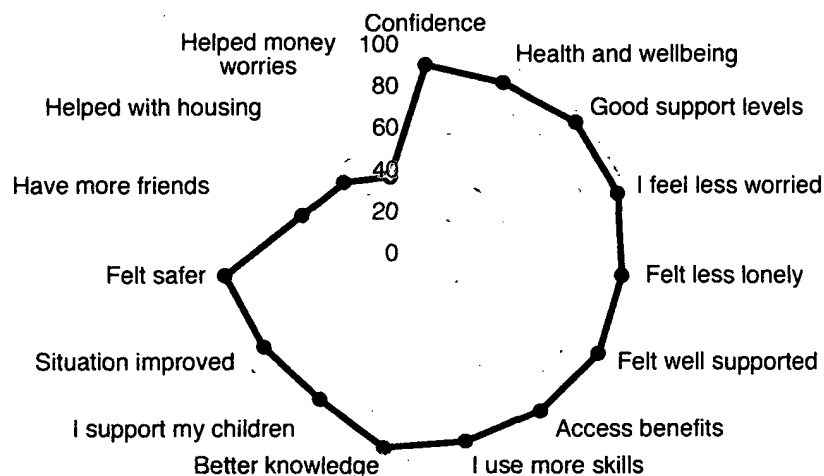 Confidence
Helped money
worries
100
Health and wellbeing
80
Good support levels
Helped with housing
60
40
Have more friends
I feel less worried
20
0
Felt safer
Felt less lonely
Situation improved
Felt well supported
I support my children
Access benefits
Better knowledge
I use more skills